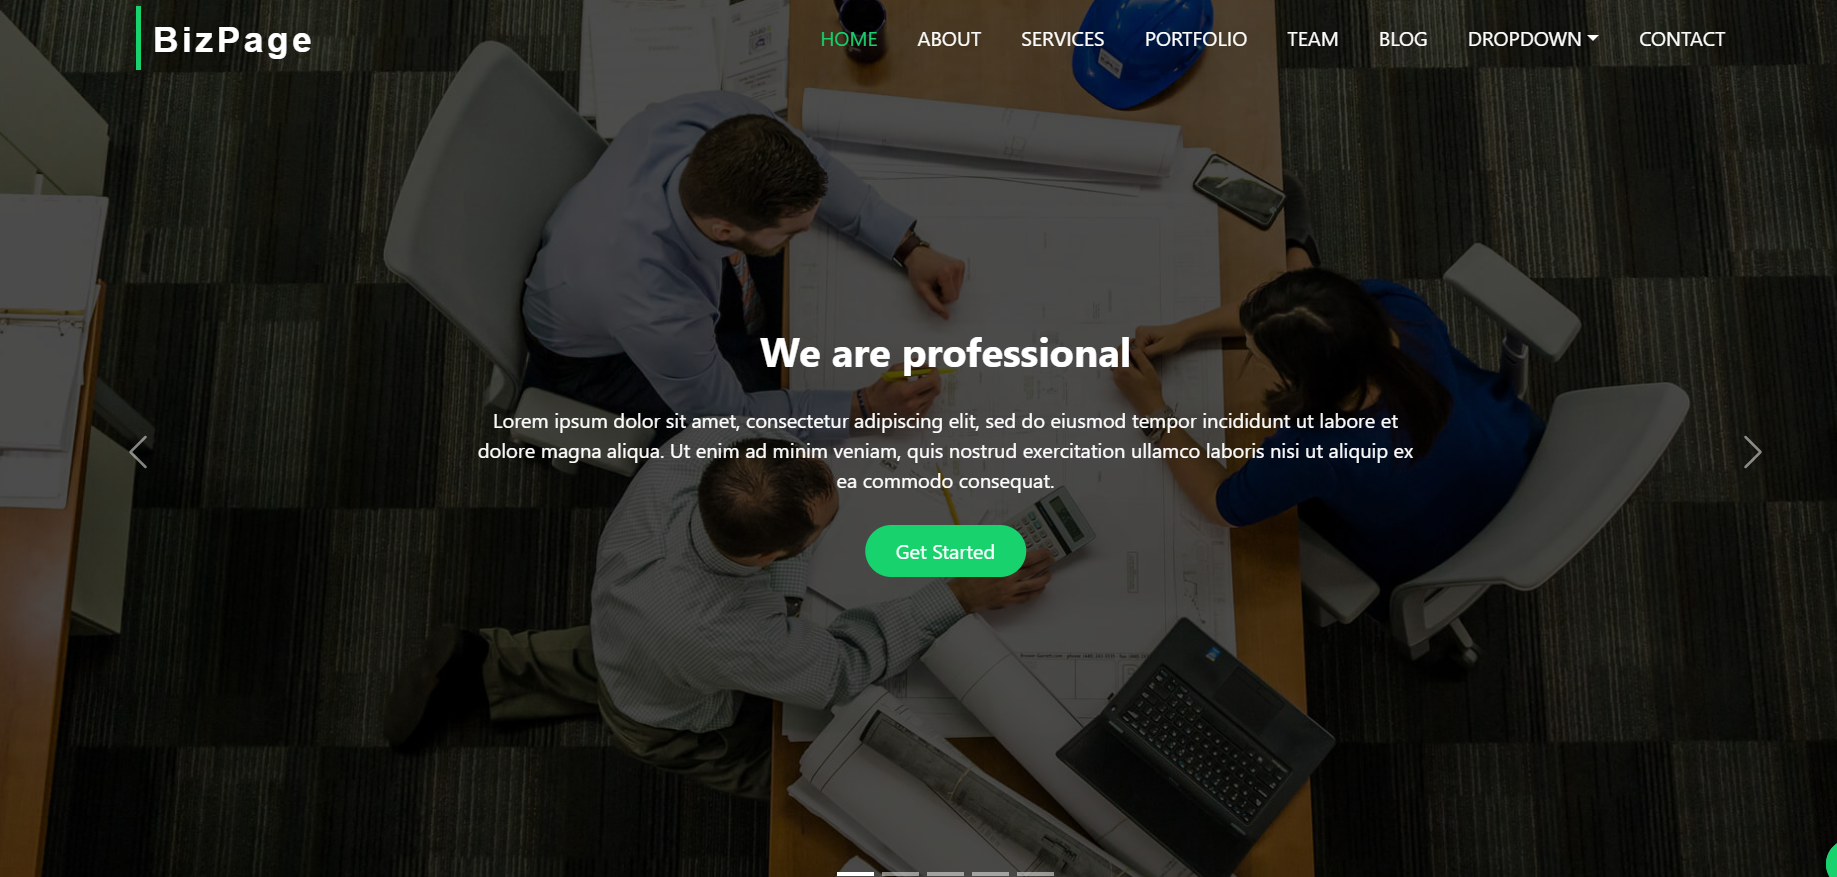 BizPage
HOME ABOUT SERVICES PORTFOLIO TEAM BLOG DROPDOWN CONTACT
We are professional
Lorem ipsum dolor sit amet, consectetur adipiscing elit, sed do eiusmod tempor incididunt ut labore et
dolore magna aliqua. Ut enim ad minim veniam, quis nostrud exercitation ullamco laboris nisi ut aliquip ex
ea commodo consequat.
Get Started